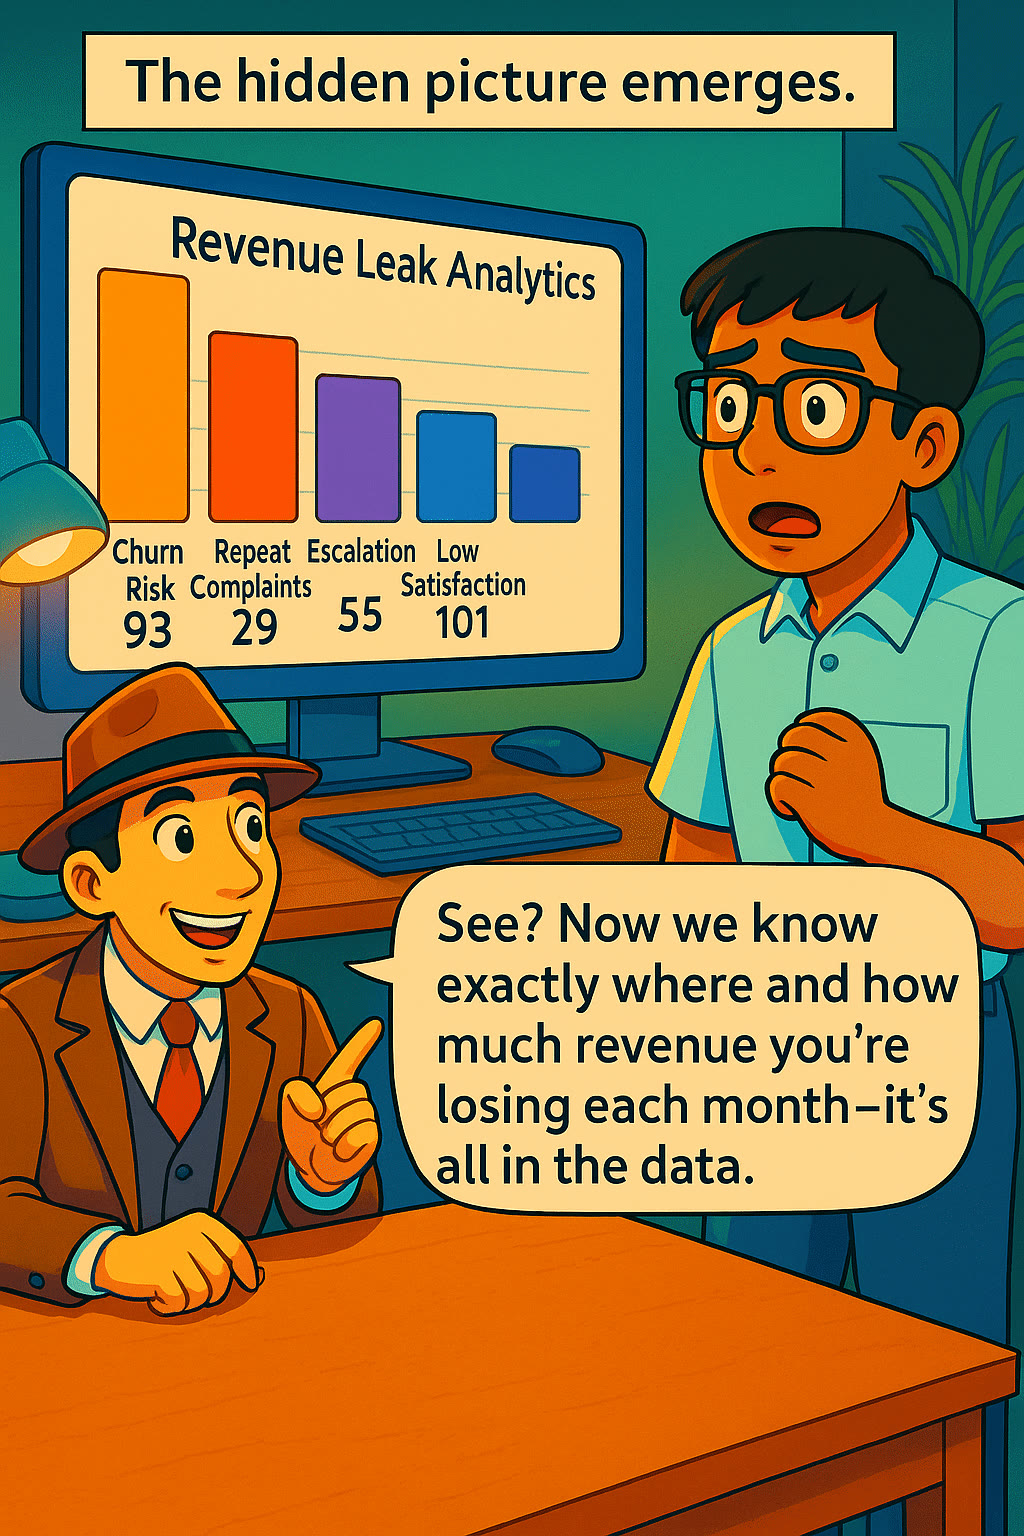 The hidden picture emerges.
Revenue Leak Analytics
Churn Risk 93
Repeat Complaints 29
Escalation 55
Low Satisfaction 101
See? Now we know
exactly where and how
much revenue you're
losing each month–it's
all in the data.